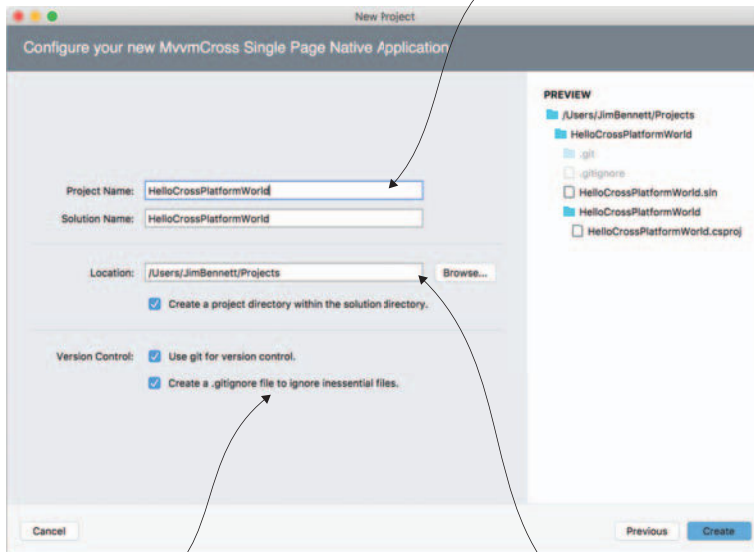 New Project
Configure your new MvvmCross Single Page Native Application
Project Name: HelloCrossPlatformWorld
Solution Name: HelloCrossPlatformWorld
Location: /Users/JimBennett/Projects Browse...
Create a project directory within the solution directory.
Version Control: Use git for version control.
Create a .gitignore file to ignore inessential files.
PREVIEW
/Users/JimBennett/Projects
HelloCrossPlatformWorld
.git
.gitignore
HelloCrossPlatformWorld.sln
HelloCrossPlatformWorld
HelloCrossPlatformWorld.csproj
Cancel Previous Create